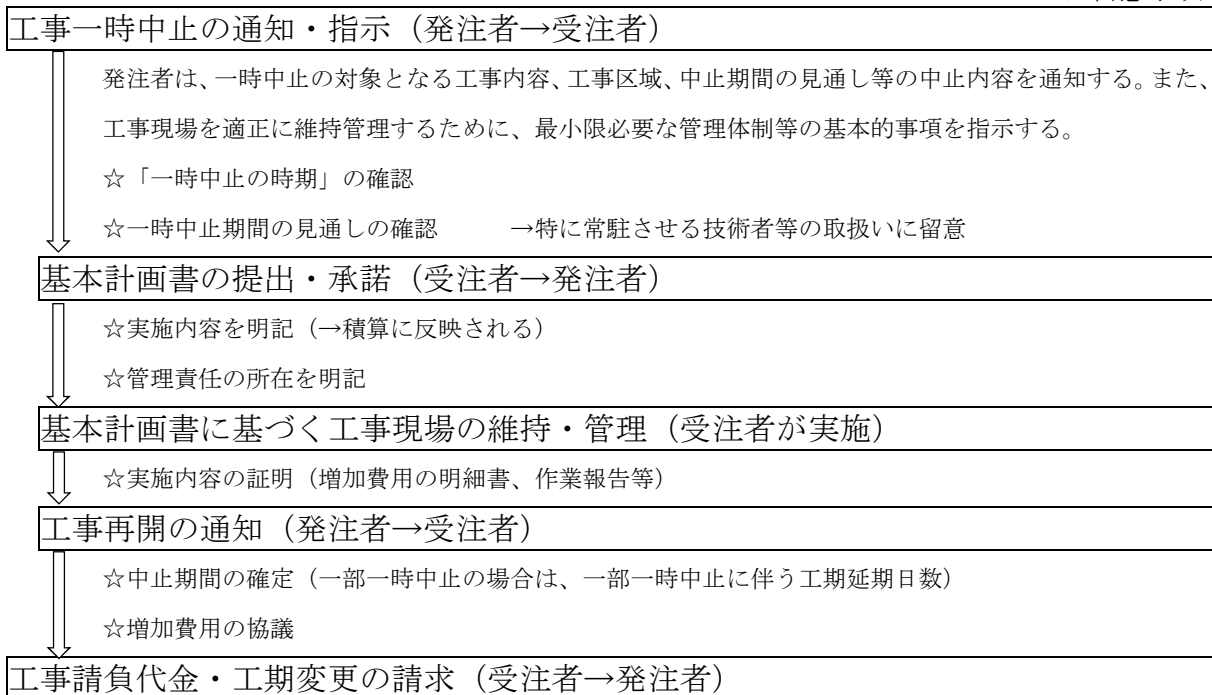 工事一時中止の通知・指示（発注者→受注者）
発注者は、一時中止の対象となる工事内容、工事区域、中止期間の見通し等の中止内容を通知する。また、
工事現場を適正に維持管理するために、最小限必要な管理体制等の基本的事項を指示する。
☆「一時中止の時期」の確認
☆一時中止期間の見通しの確認　　　→特に常駐させる技術者等の取扱いに留意
基本計画書の提出・承諾（受注者→発注者）
☆実施内容を明記（→積算に反映される）
☆管理責任の所在を明記
基本計画書に基づく工事現場の維持・管理（受注者が実施）
☆実施内容の証明（増加費用の明細書、作業報告等）
工事再開の通知（発注者→受注者）
☆中止期間の確定（一部一時中止の場合は、一部一時中止に伴う工期延期日数）
☆増加費用の協議
工事請負代金・工期変更の請求（受注者→発注者）